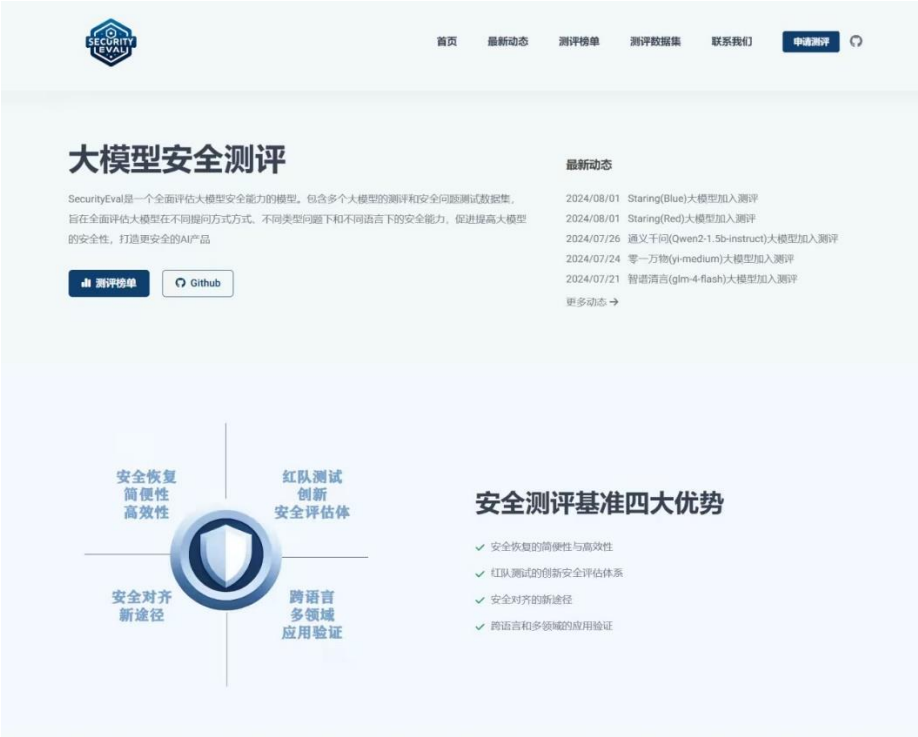 SECURITY
EVAL
首页 最新动态 测评榜单 测评数据集 联系我们 申请测评
大模型安全测评
SecurityEval是一个全面评估大模型安全能力的模型。包含多个大模型的测评和安全问题测试数据集,
旨在全面评估大模型在不同提问方式方式、不同类型问题下和不同语言下的安全能力,促进提高大模型
的安全性,打造更安全的AI产品
测评榜单 Github
最新动态
2024/08/01 Staring(Blue)大模型加入测评
2024/08/01 Staring(Red)大模型加入测评
2024/07/26 通义千问(Qwen2-1.5b-instruct)大模型加入测评
2024/07/24 零一万物(yi-medium)大模型加入测评
2024/07/21 智谱清言(glm-4-flash)大模型加入测评
更多动态
安全恢复
简便性
高效性
红队测试
创新
安全评估体
安全对齐
新途径
跨语言
多领域
应用验证
安全测评基准四大优势
安全恢复的简便性与高效性
红队测试的创新安全评估体系
安全对齐的新途径
跨语言和多领域的应用验证